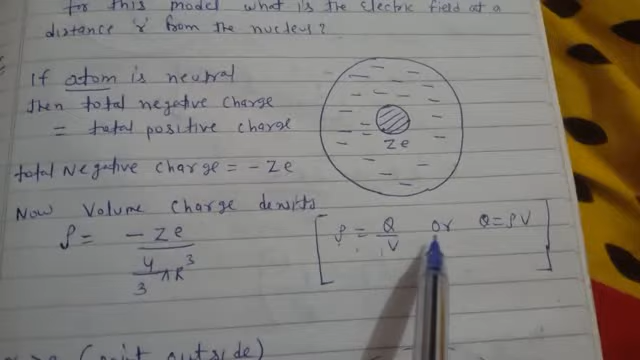 for this model what is the Electric field at a
distance 'r' from the nucleus?
If atom is neutral
then total negative charge
= total positive charge
Ze
total Negative charge = - Ze
Now Volume Charge density
ρ = - Ze / 4/3 πR³
[ρ = Q/V Or Q = ρV]
(point outside)